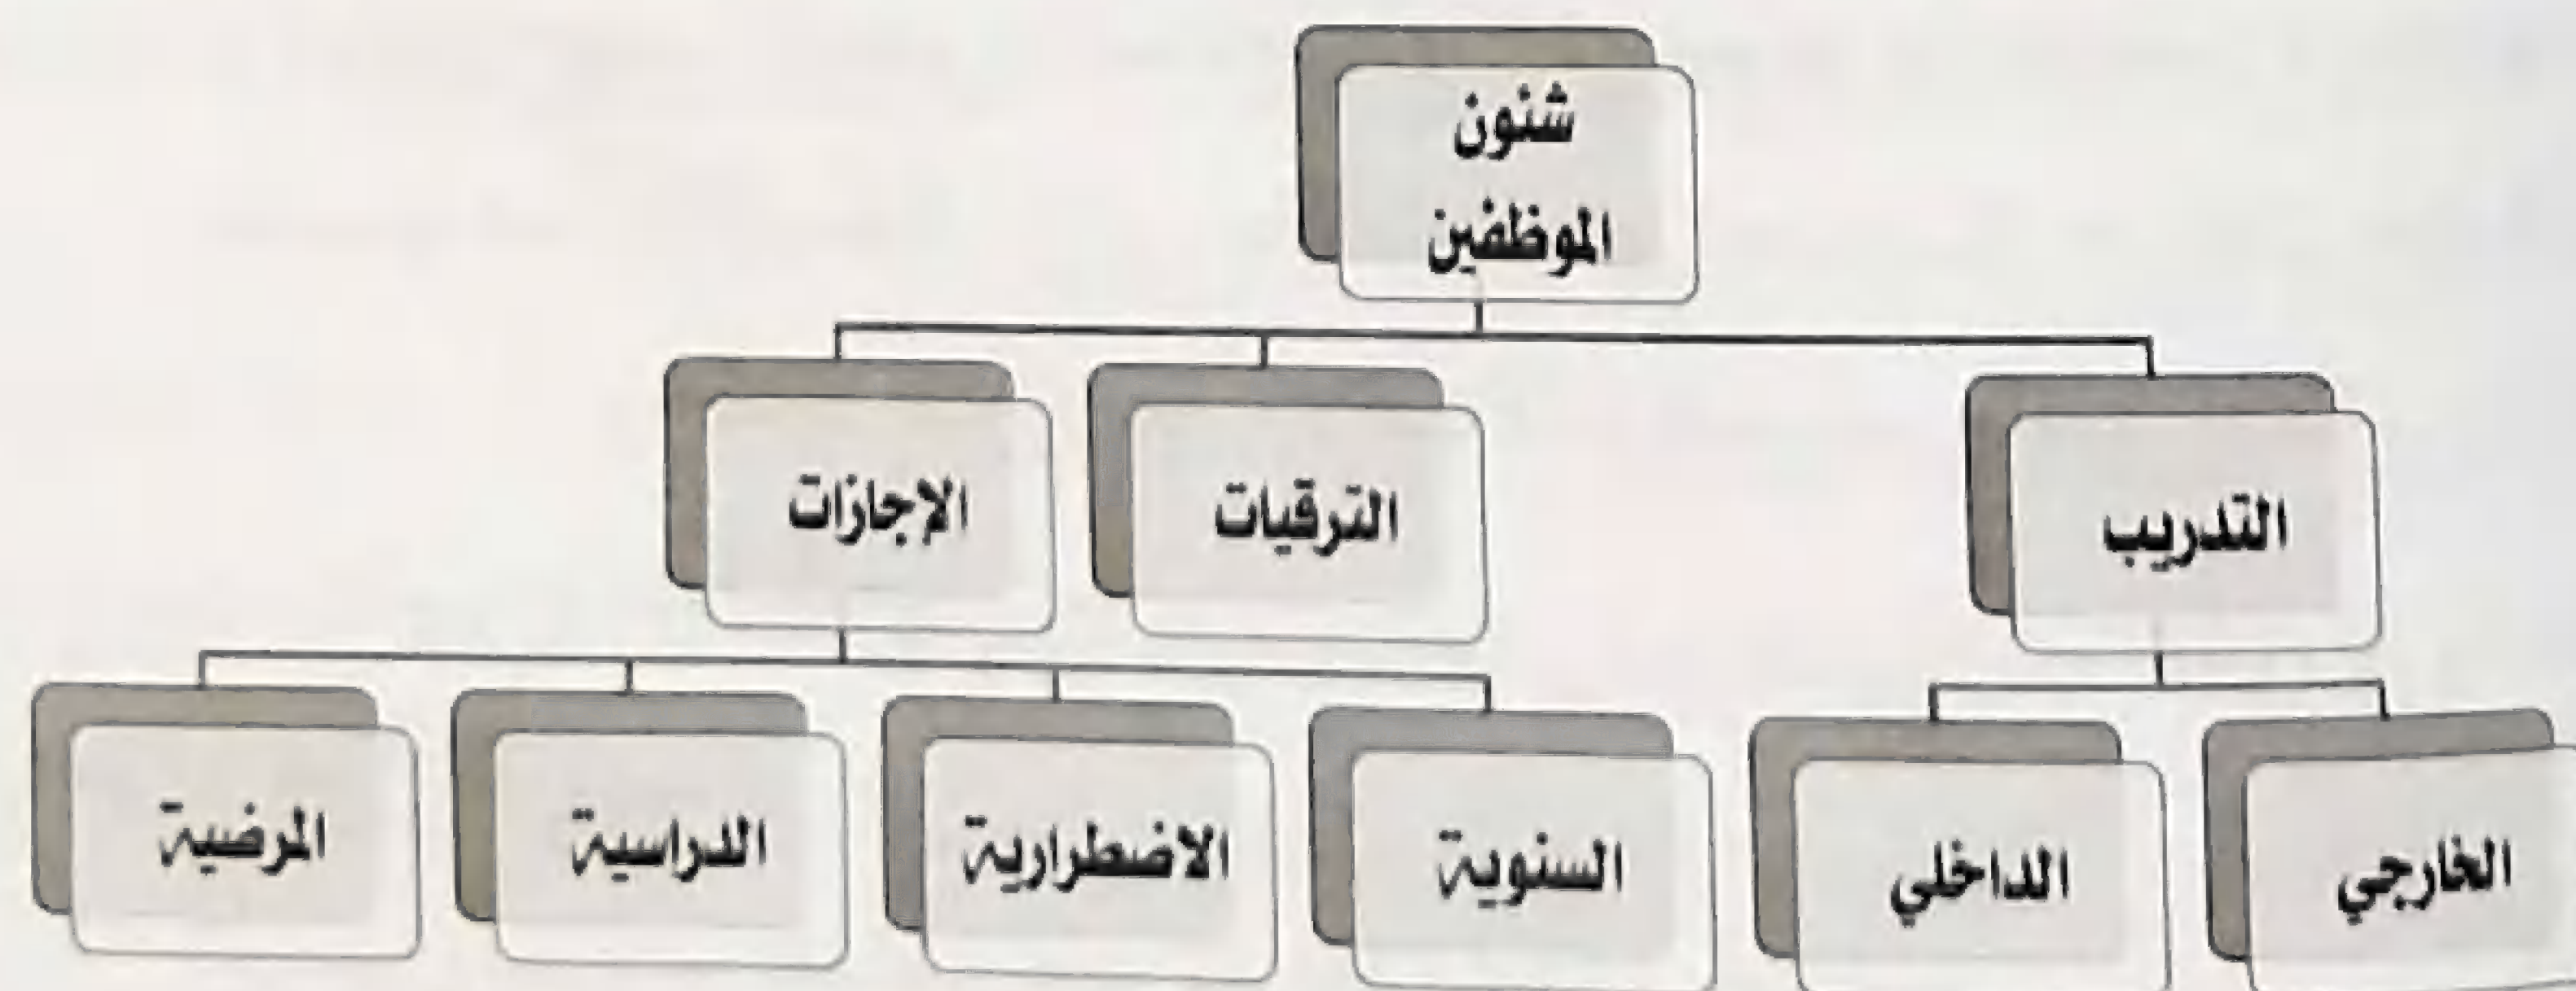 شئون
الموظفين
التدريب
الترقيات
الإجازات
الخارجي
الداخلي
السنوية
الاضطرارية
الدراسية
المرضية